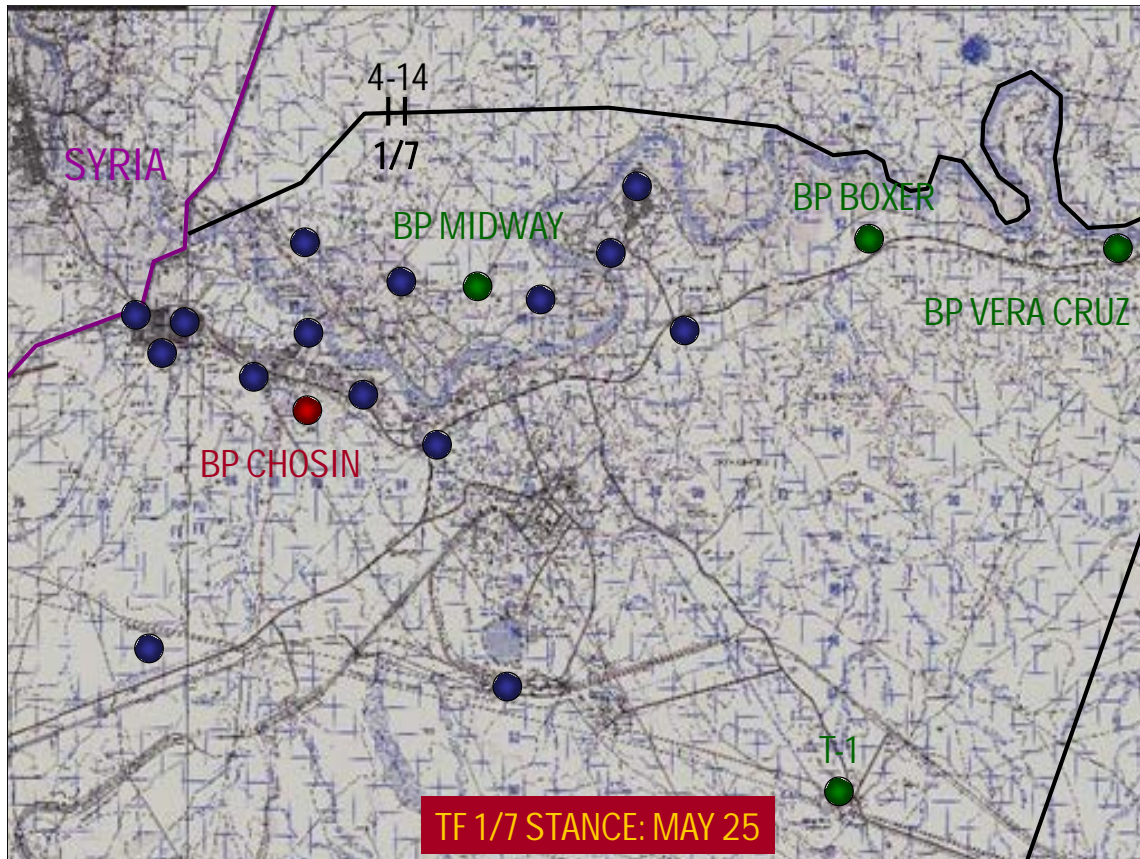 4-14
1/7
SYRIA
BP MIDWAY
BP BOXER
BP VERA CRUZ
BP CHOSIN
T-1
TF 1/7 STANCE: MAY 25